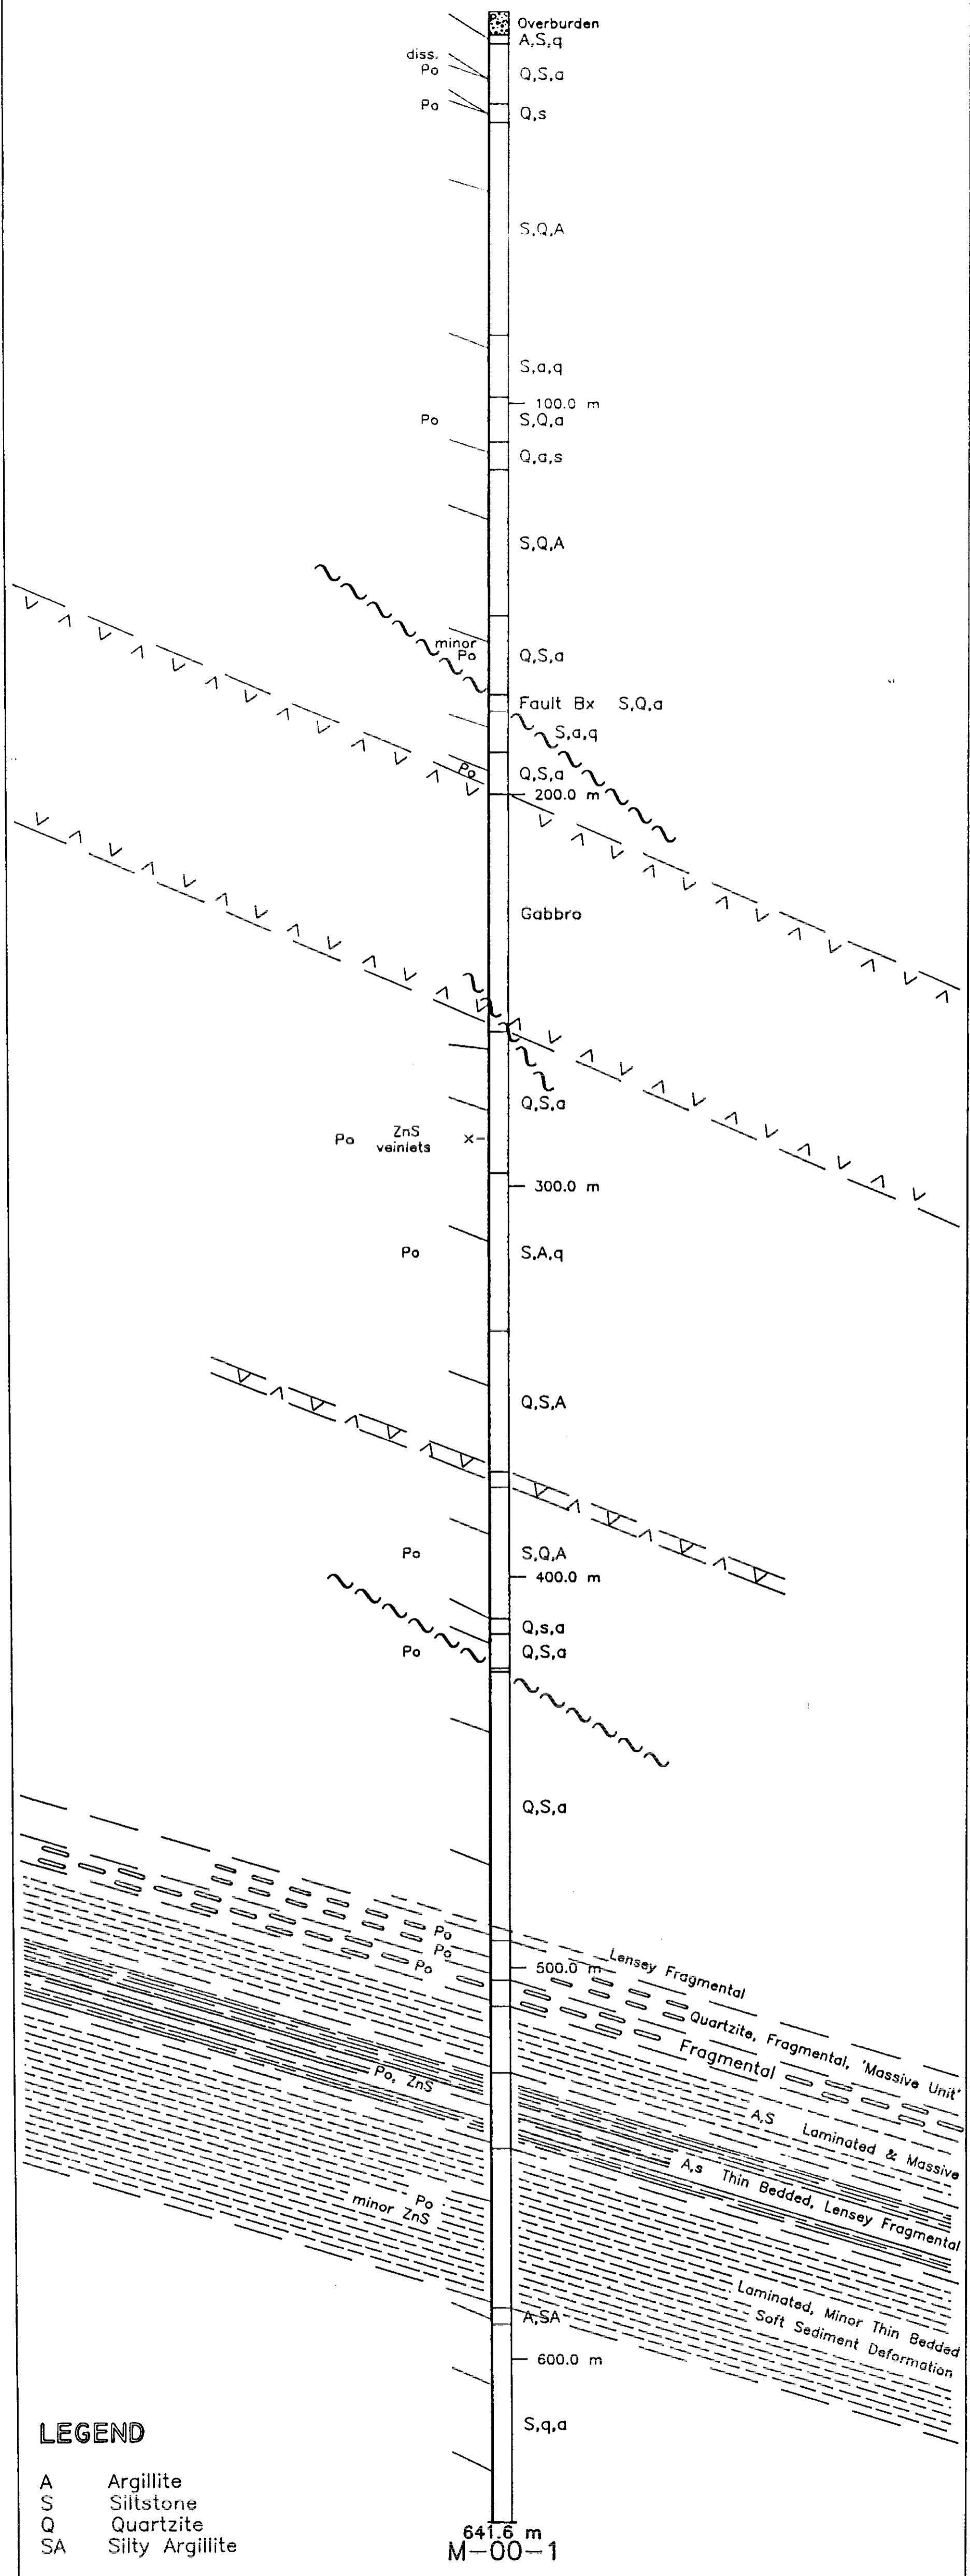 Overburden
A,S,q
diss.
Po
Q,S,a
Po
Q,s
S,Q,A
S,a,q
100.0 m
Po
S,Q,a
Q,a,s
S,Q,A
minor
Po
Q,S,a
Fault Bx S,Q,a
S,a,q
Po
Q,S,a
200.0 m
Gabbro
Q,S,a
Po
ZnS
veinlets
x
300.0 m
Po
S,A,q
Q,S,A
Po
S,Q,A
400.0 m
Q,s,a
Po
Q,S,a
Q,S,a
Po
Po
Po
500.0 m
Lensey Fragmental
Quartzite, Fragmental, 'Massive Unit'
Fragmental
A,S Laminated & Massive
Po, ZnS
A,s Thin Bedded, Lensey Fragmental
Po
minor ZnS
Laminated, Minor Thin Bedded
Soft Sediment Deformation
A,SA
600.0 m
S,q,a
LEGEND
A Argillite
S Siltstone
Q Quartzite
SA Silty Argillite
641.6 m
M-00-1